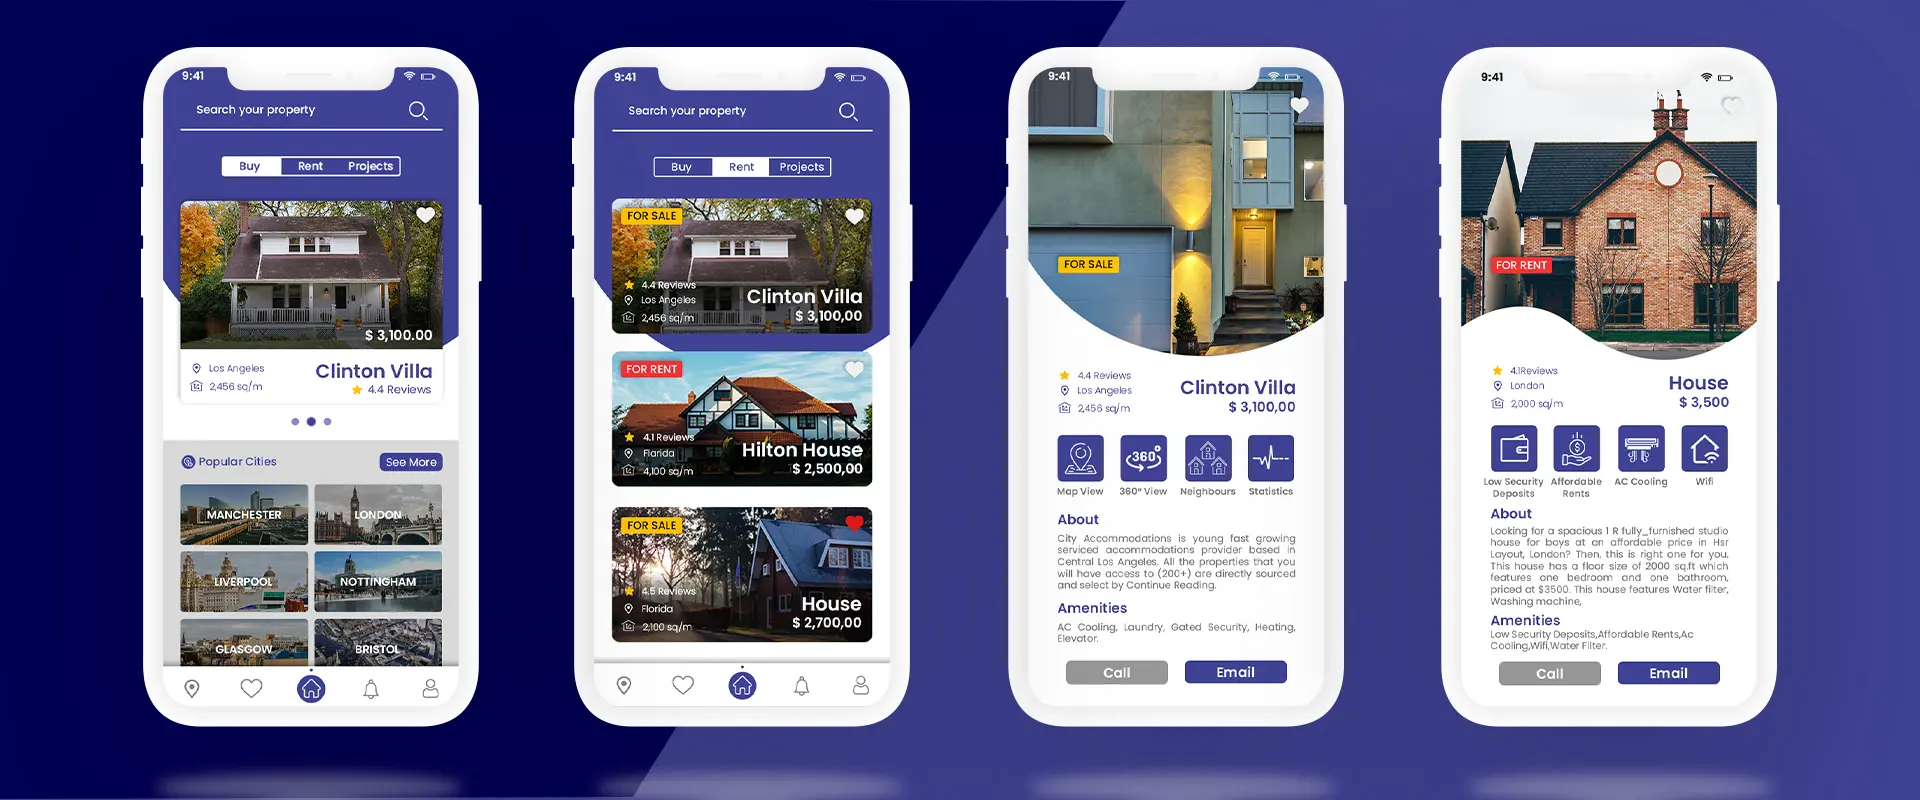 9:41
Search your property
Buy Rent Projects
$ 3,100.00
Los Angeles
2,456 sq/m
Clinton Villa
4.4 Reviews
Popular Cities
See More
MANCHESTER
LONDON
LIVERPOOL
NOTTINGHAM
GLASGOW
BRISTOL
9:41
Search your property
Buy Rent Projects
FOR SALE
4.4 Reviews
Los Angeles
2,456 sq/m
Clinton Villa
$ 3,100,00
FOR RENT
4.1 Reviews
Flarida
4,100 sq/m
Hilton House
$ 2,500,00
FOR SALE
4.5 Reviews
Florida
2,100 sq/m
House
$ 2,700,00
9:41
FOR SALE
4.4 Reviews
Los Angeles
2,456 sq/m
Clinton Villa
$ 3,100,00
360°
Map View
360° View
Neighbours
Statistics
About
City Accommodations is young fast growing
serviced accommodations provider based in
Central Los Angeles. All the properties that you
will have access to (200+) are directly sourced
and select by Continue Reading.
Amenities
AC Cooling, Laundry, Gated Security, Heating,
Elevator.
Call
Email
9:41
FOR RENT
4.1Reviews
London
2,000 sq/m
House
$ 3,500
Low Security
Deposits
Affordable
Rents
AC Cooling
Wifi
About
Looking for a spacious 1 R fully_furnished studio
house for boys at an affordable price in Hsr
Layout, London? Then, this is right one for you.
This house has a floor size of 2000 sq.ft which
features one bedroom and one bathroom,
priced at $3500. This house features Water filter,
Washing machine,
Amenities
Low Security Deposits,Affordable Rents,Ac
Cooling,Wifi,Water Filter.
Call
Email